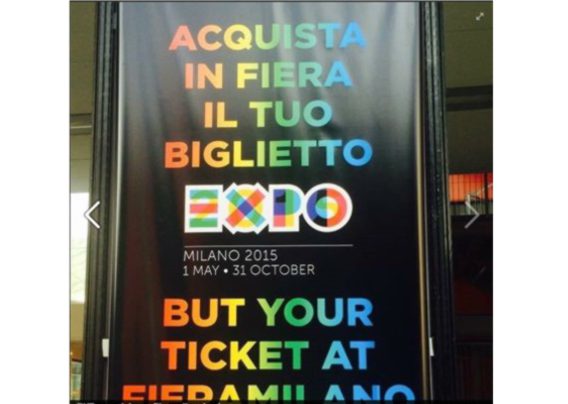 ACQUISTA
IN FIERA
IL TUO
BIGLIETTO
EXPO
MILANO 2015
1 MAY • 31 OCTOBER
BUT YOUR
TICKET AT
FIERAMILANO